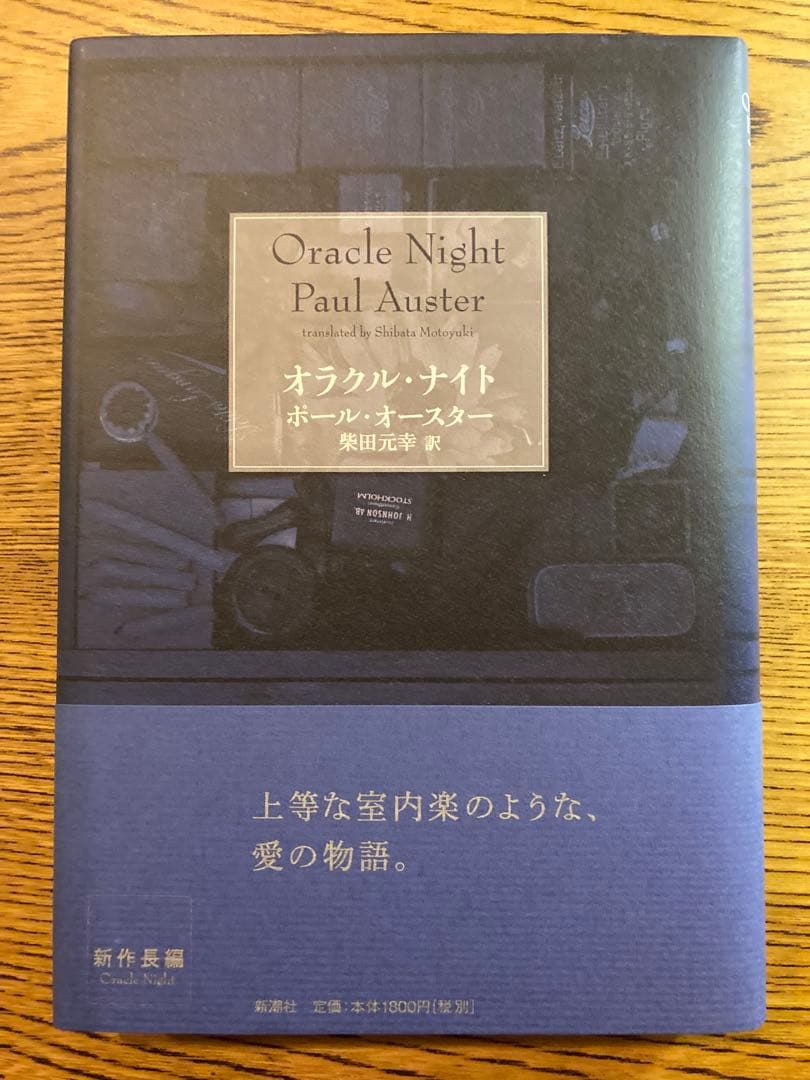 Oracle Night
Paul Auster
translated by Shibata Motoyuki
オラクル・ナイト
ポール・オースター
柴田元幸 訳
H JOHNSON AB.
STOCKHOLM
上等な室内楽のような、
愛の物語。
新作長編
Oracle Night
新潮社 定価:本体1800円[税別]